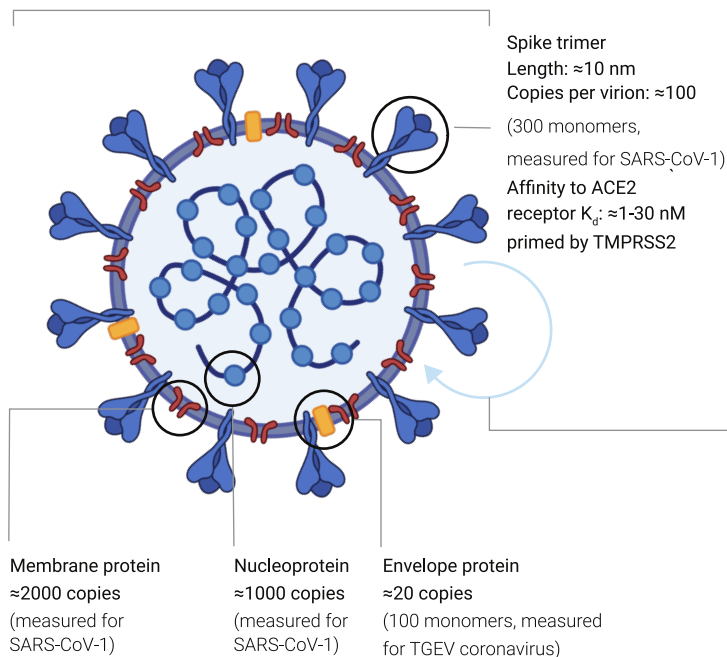 Spike trimer
Length: ≈10 nm
Copies per virion: ≈100
(300 monomers,
measured for SARS-CoV-1)
Affinity to ACE2
receptor Kd: ≈1-30 nM
primed by TMPRSS2
Membrane protein
≈2000 copies
(measured for
SARS-CoV-1)
Nucleoprotein
≈1000 copies
(measured for
SARS-CoV-1)
Envelope protein
≈20 copies
(100 monomers, measured
for TGEV coronavirus)